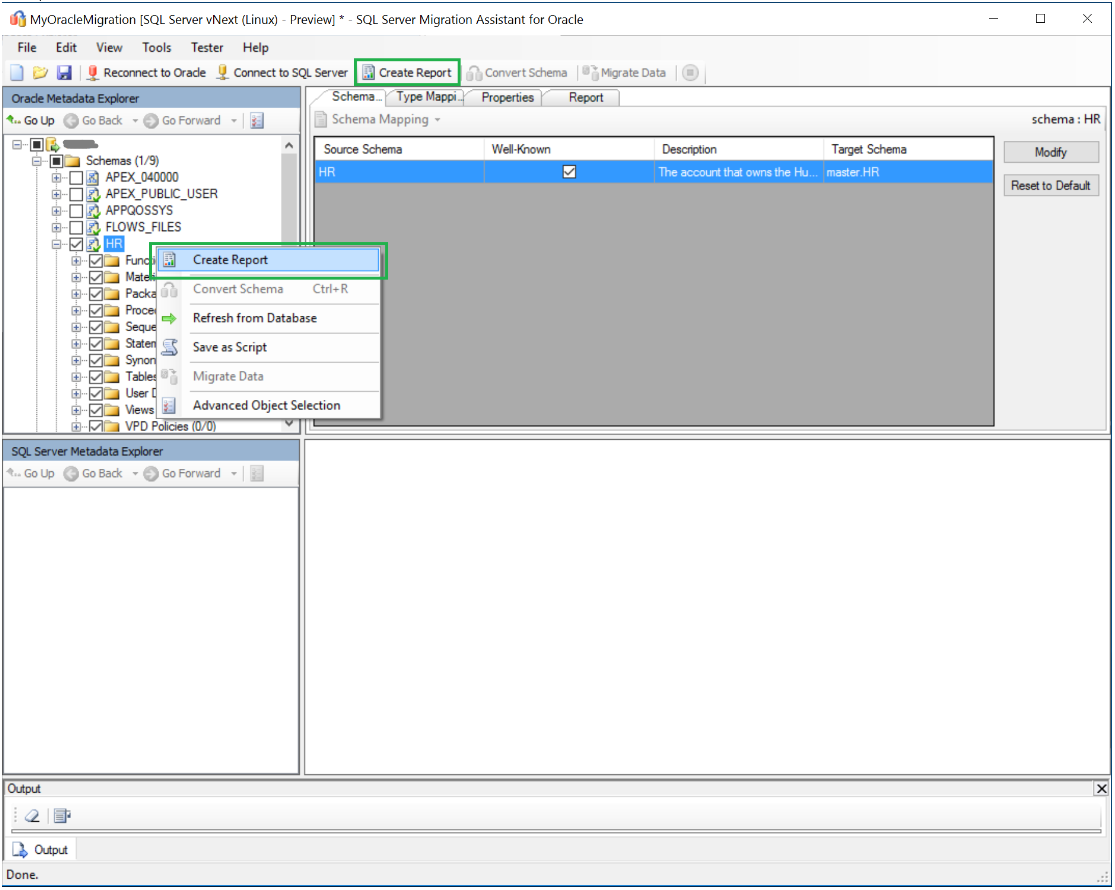 MyOracleMigration [SQL Server vNext (Linux) - Preview] * - SQL Server Migration Assistant for Oracle
File Edit View Tools Tester Help
Reconnect to Oracle Connect to SQL Server Create Report Convert Schema Migrate Data
Oracle Metadata Explorer
Go Up Go Back Go Forward
Schemas (1/9)
APEX_040000
APEX_PUBLIC_USER
APPQOSSYS
FLOWS_FILES
HR
Funct
Mater
Packa
Proce
Seque
Staten
Synon
Tables
User D
Views
VPD Policies (0/0)
Create Report
Convert Schema Ctrl+R
Refresh from Database
Save as Script
Migrate Data
Advanced Object Selection
Schema... Type Mappi... Properties Report
Schema Mapping schema : HR
Source Schema Well-Known Description Target Schema
HR The account that owns the Hu... master.HR
Modify
Reset to Default
SQL Server Metadata Explorer
Go Up Go Back Go Forward
Output
Output
Done.